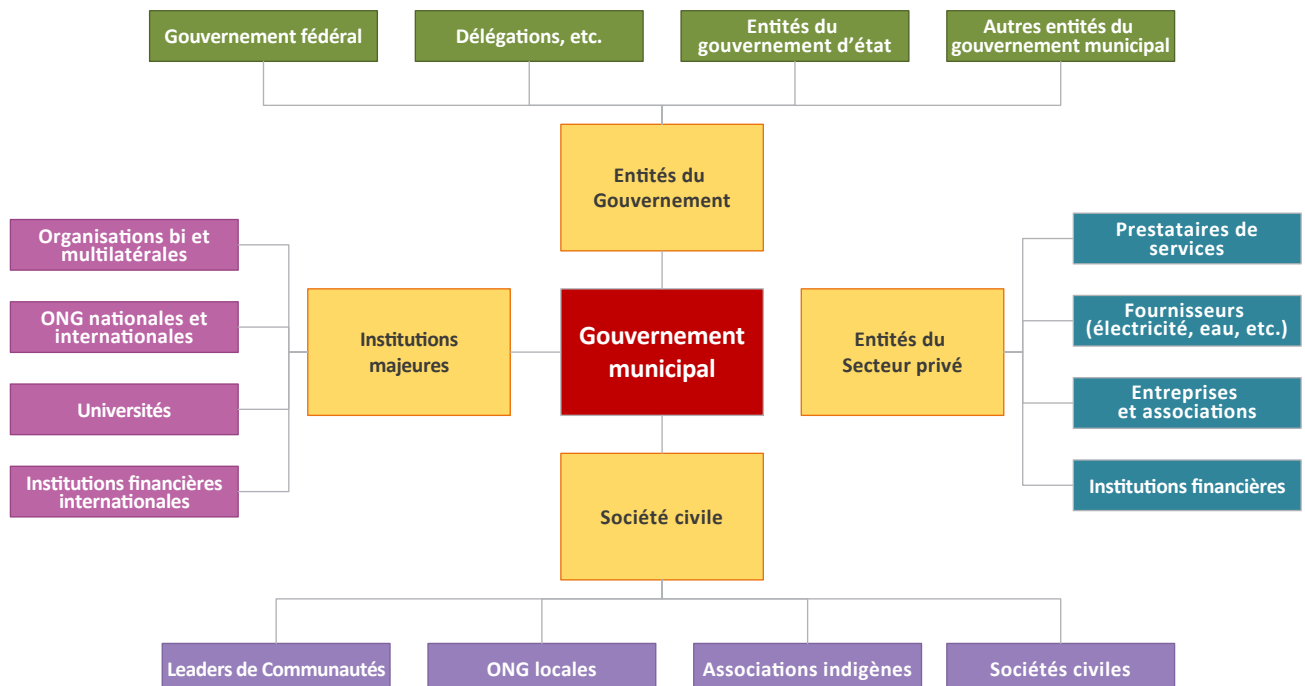 Gouvernement fédéral
Délégations, etc.
Entités du
gouvernement d'état
Autres entités du
gouvernement municipal
Entités du
Gouvernement
Organisations bi et
multilatérales
ONG nationales et
internationales
Universités
Institutions financières
internationales
Institutions
majeures
Gouvernement
municipal
Entités du
Secteur privé
Prestataires de
services
Fournisseurs
(électricité, eau, etc.)
Entreprises
et associations
Institutions financières
Société civile
Leaders de Communautés
ONG locales
Associations indigènes
Sociétés civiles